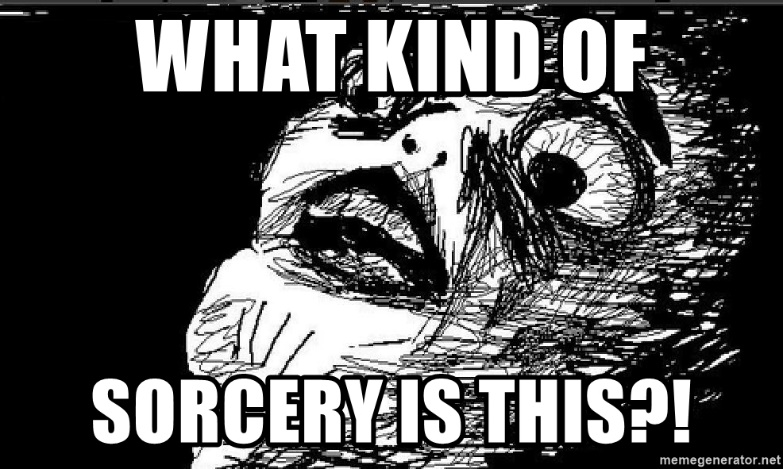 WHAT KIND OF
SORCERY IS THIS?!
memegenerator.net